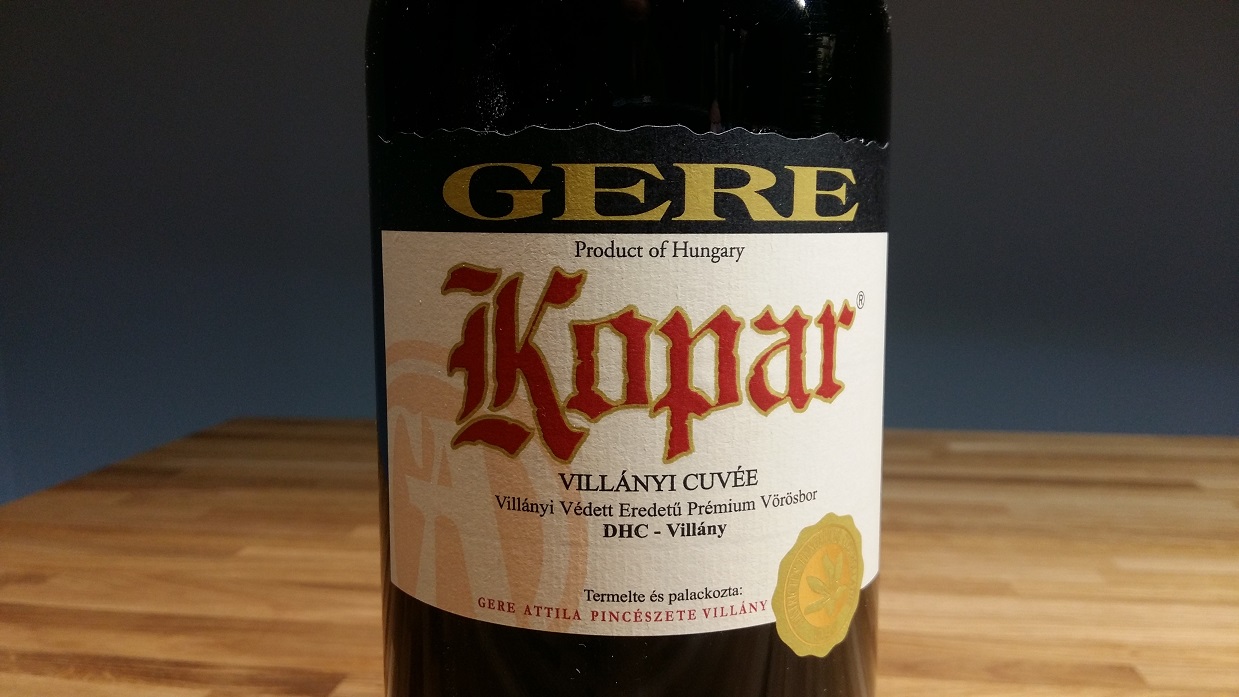 GERE
Product of Hungary
Kopar®
VILLÁNYI CUVÉE
Villányi Védett Eredetű Prémium Vörösbor
DHC - Villány
Termelte és palackozta:
GERE ATTILA PINCÉSZETE VILLÁNY